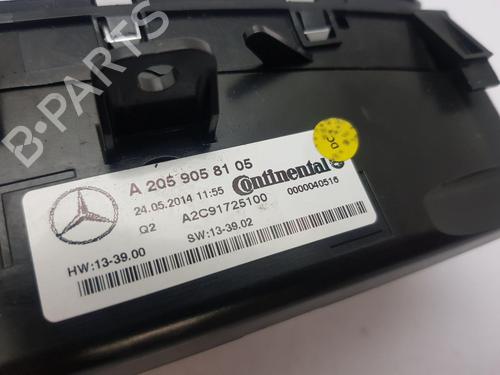 B-PARTS
A 205 905 81 05
24.05.2014 11:55
Continental
Q2 A2C91725100 0000040516
HW:13-39.00 SW:13-39.02